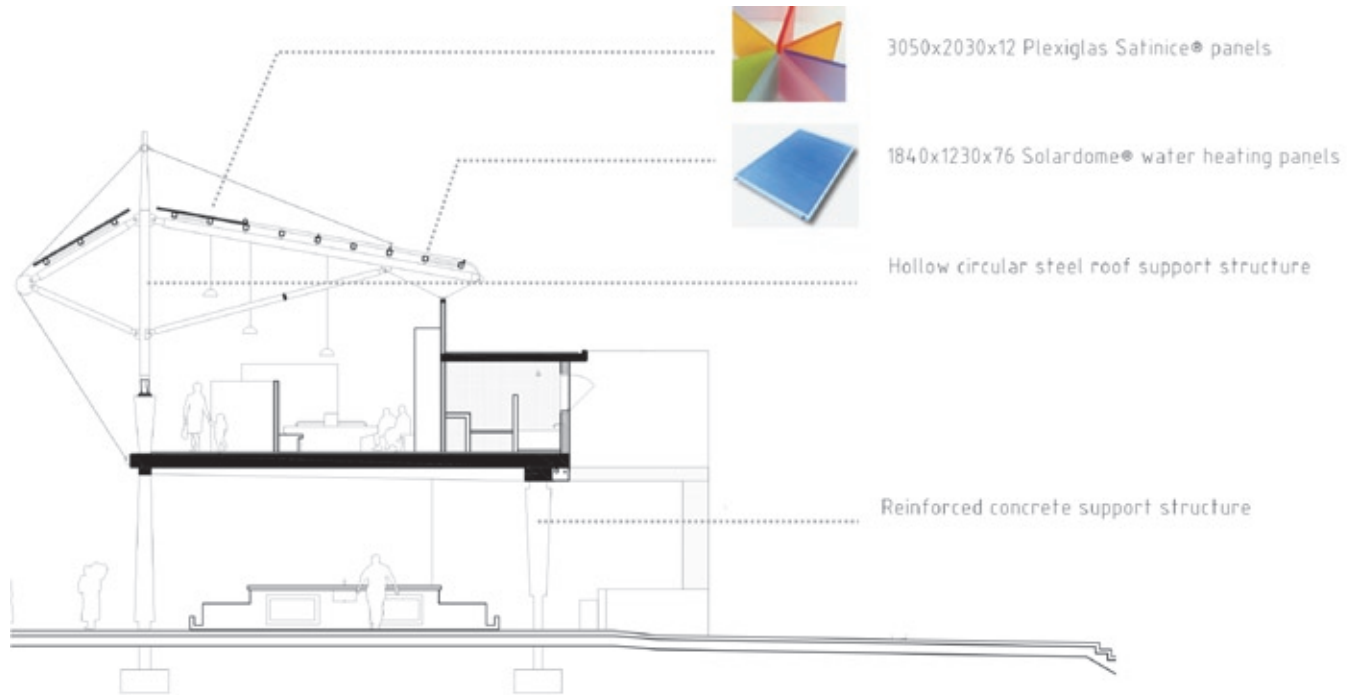 3050x2030x12 Plexiglas Satinice® panels
1840x1230x76 Solardome® water heating panels
Hollow circular steel roof support structure
Reinforced concrete support structure